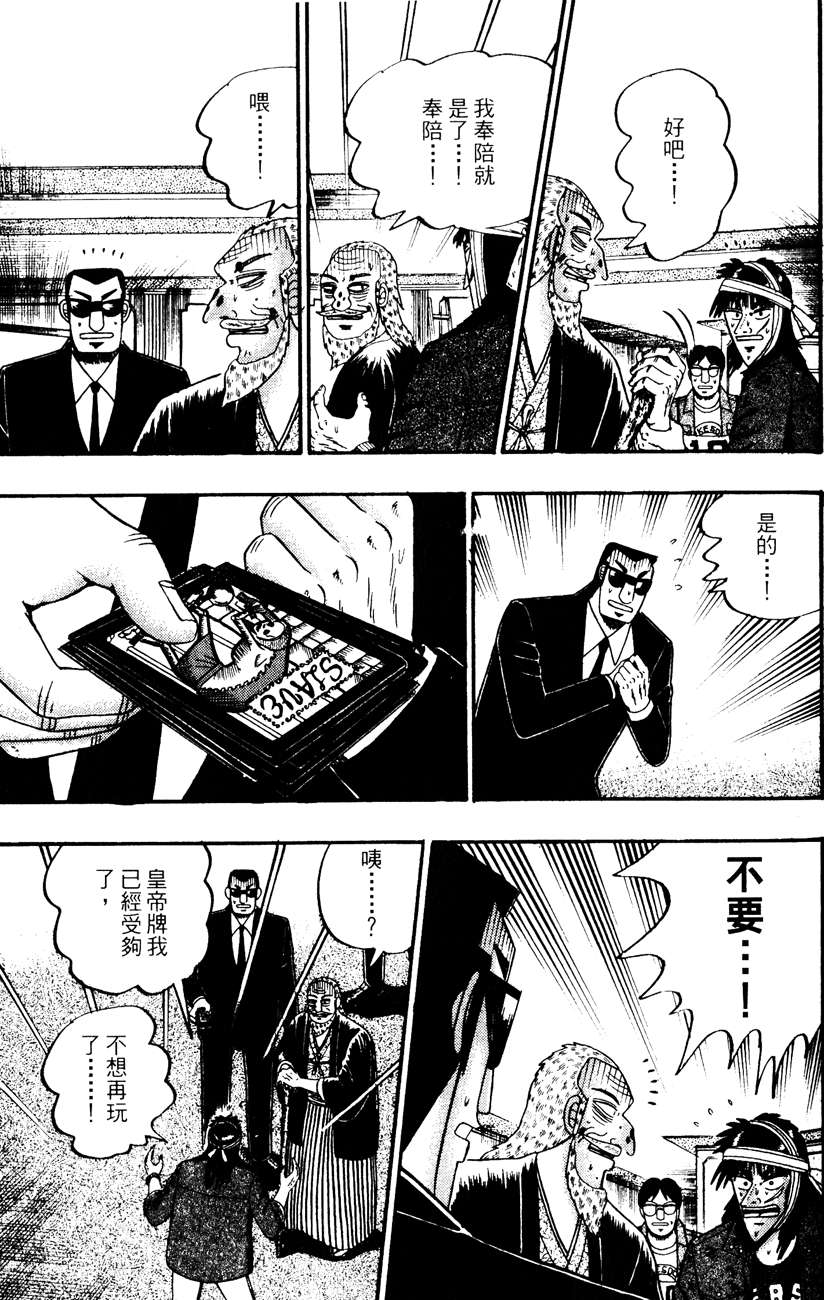 好吧…！
我奉陪就
是了…！
奉陪…！
喂……！
是的…！
SLAVE
不要…！
咦……？
皇帝牌我
已經受夠
了，
不想再玩
了……！